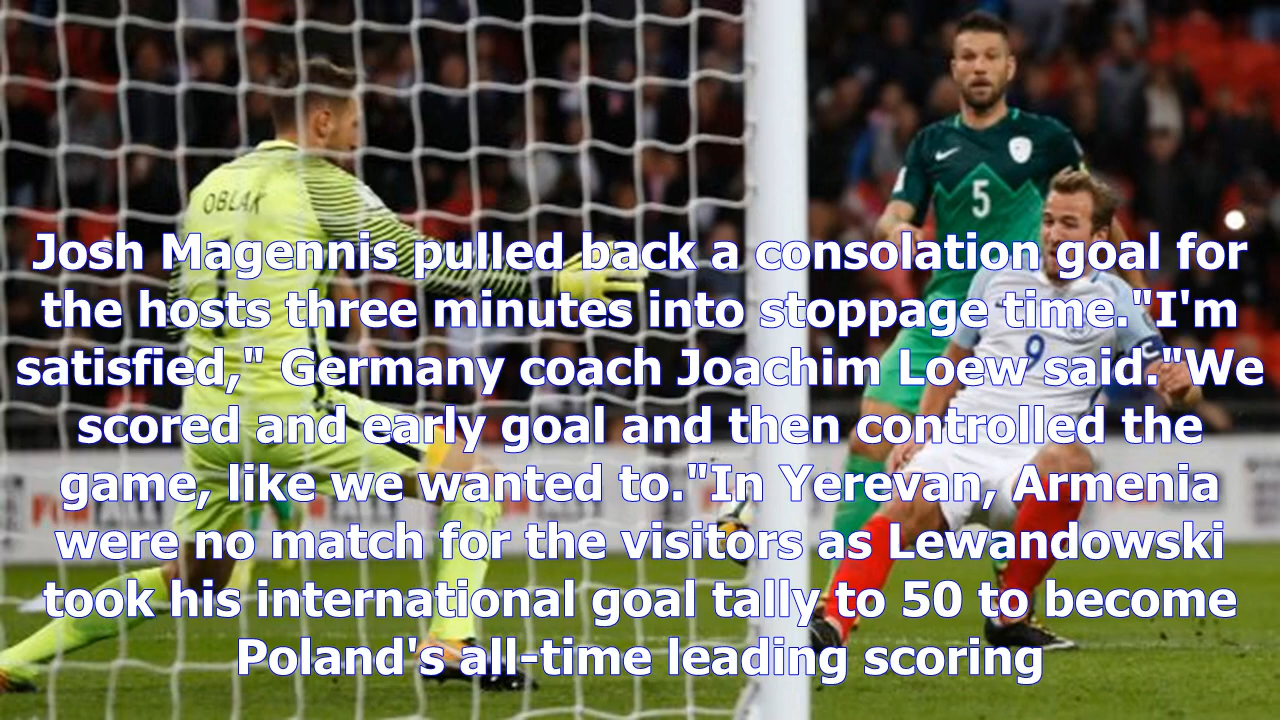 OBLAK
5
9
Josh Magennis pulled back a consolation goal for
the hosts three minutes into stoppage time."I'm
satisfied," Germany coach Joachim Loew said."We
scored and early goal and then controlled the
game, like we wanted to."In Yerevan, Armenia
were no match for the visitors as Lewandowski
took his international goal tally to 50 to become
Poland's all-time leading scoring